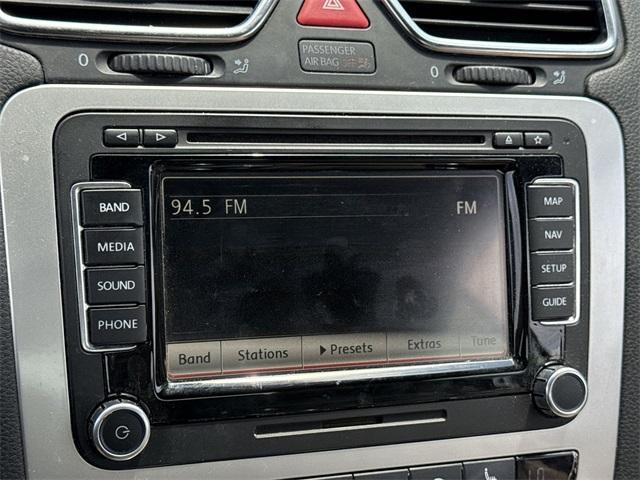 0
PASSENGER
AIR BAG
0
BAND
MEDIA
SOUND
PHONE
94.5 FM
FM
MAP
NAV
SETUP
GUIDE
Band Stations Presets Extras Tune